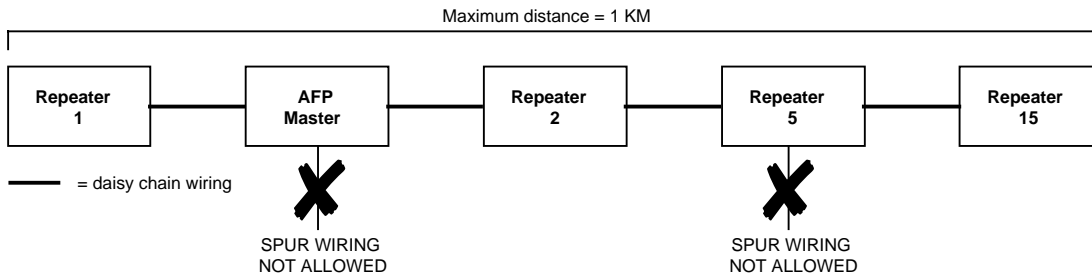 Maximum distance = 1 KM
Repeater
1
AFP
Master
Repeater
2
Repeater
5
Repeater
15
= daisy chain wiring
SPUR WIRING
NOT ALLOWED
SPUR WIRING
NOT ALLOWED